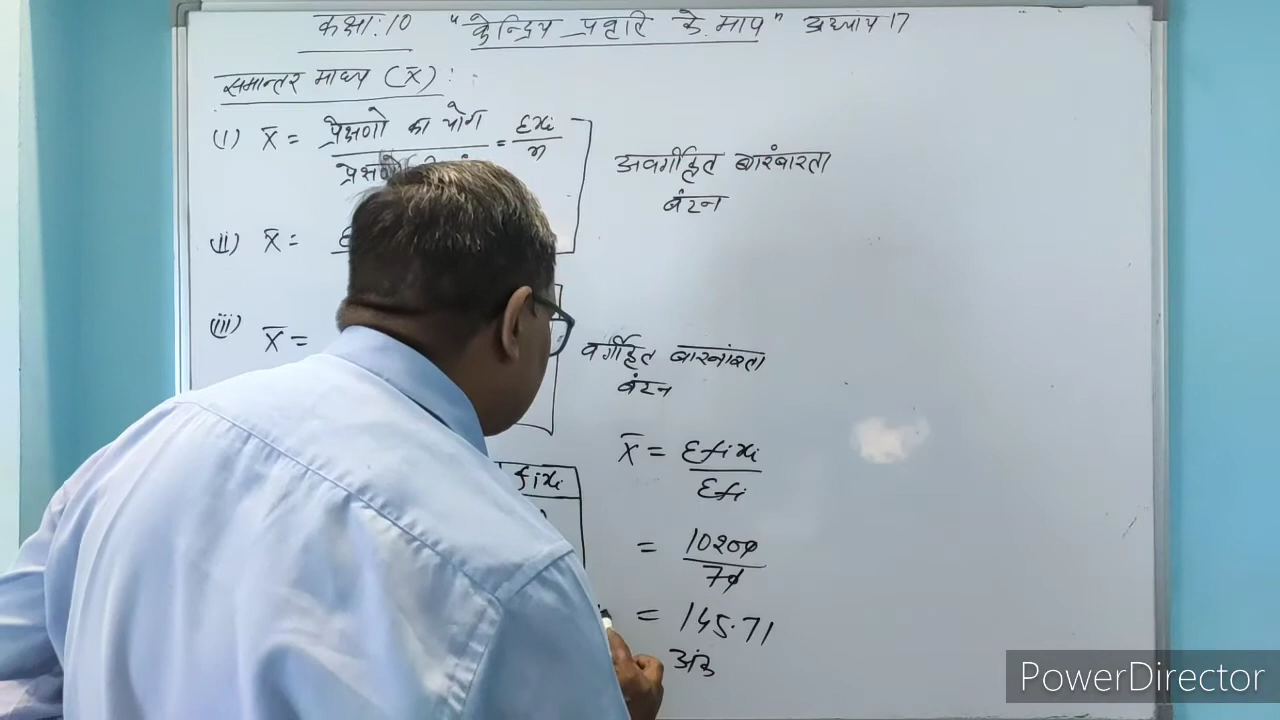 कक्षा:10 "केन्द्रिय प्रवृति के माप" अध्याय 17
समान्तर माध्य (x̄):
(i) x̄ = प्रेक्षणो का योग = Σxi
प्रेक्षणो n
अवर्गीकृत बारंबारता
बंटन
(ii) x̄ =
(iii) x̄ =
वर्गीकृत बारंबारता
बंटन
x̄ = Σfixi
Σfi
fixi
= 10200
70
= 145.71
अंक
PowerDirector